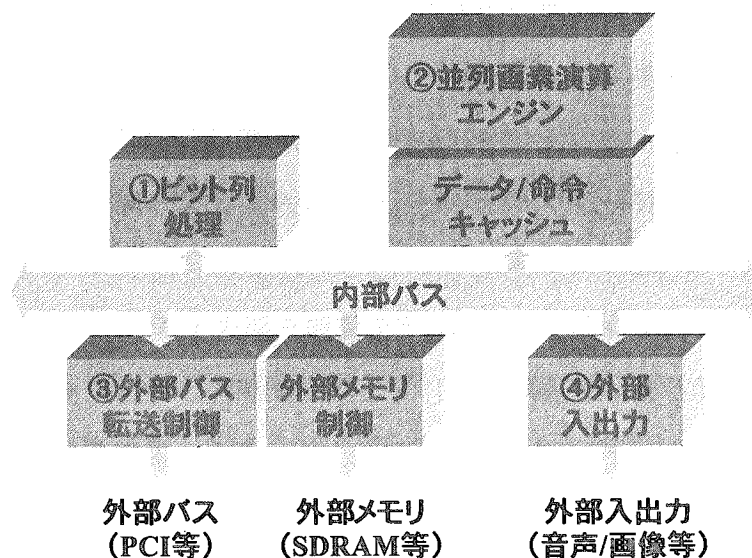 ②並列画素演算
エンジン
①ビット列
処理
データ/命令
キャッシュ
内部バス
③外部バス
転送制御
外部メモリ
制御
④外部
入出力
外部バス
(PCI等)
外部メモリ
(SDRAM等)
外部入出力
(音声/画像等)